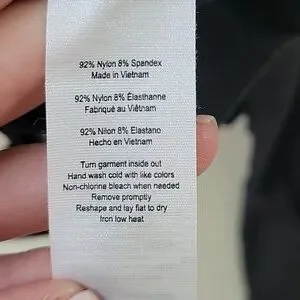 92% Nylon 8% Spandex
Made in Vietnam
92% Nylon 8% Élasthanne
Fabriqué au Viêtnam
92% Nilon 8% Elastano
Hecho en Vietnam
Turn garment inside out
Hand wash cold with like colors
Non-chlorine bleach when needed
Remove promptly
Reshape and lay flat to dry
Iron low heat